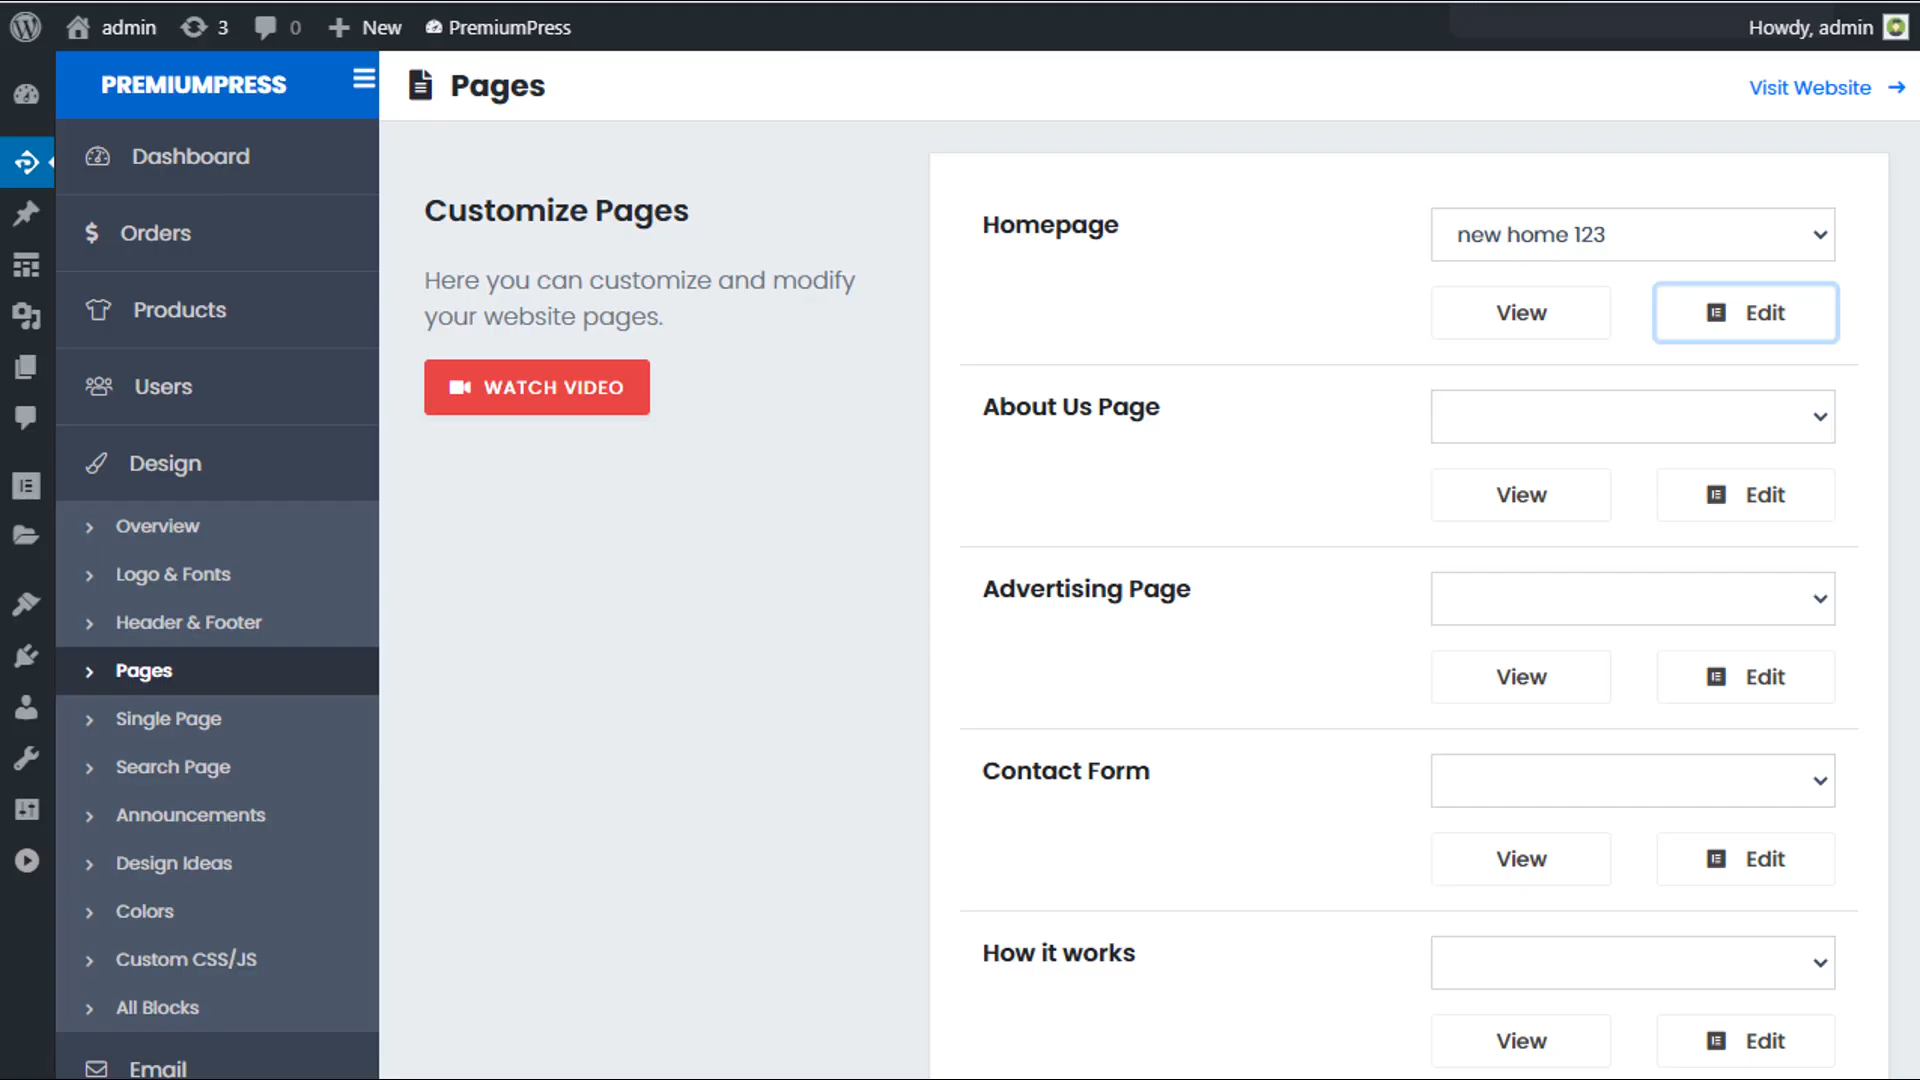 admin
3
0
New
PremiumPress
Howdy, admin
PREMIUMPRESS
Pages
Visit Website
Dashboard
Orders
Products
Users
Design
Overview
Logo & Fonts
Header & Footer
Pages
Single Page
Search Page
Announcements
Design Ideas
Colors
Custom CSS/JS
All Blocks
Email
Customize Pages
Here you can customize and modify
your website pages.
WATCH VIDEO
Homepage
new home 123
View
Edit
About Us Page
View
Edit
Advertising Page
View
Edit
Contact Form
View
Edit
How it works
View
Edit